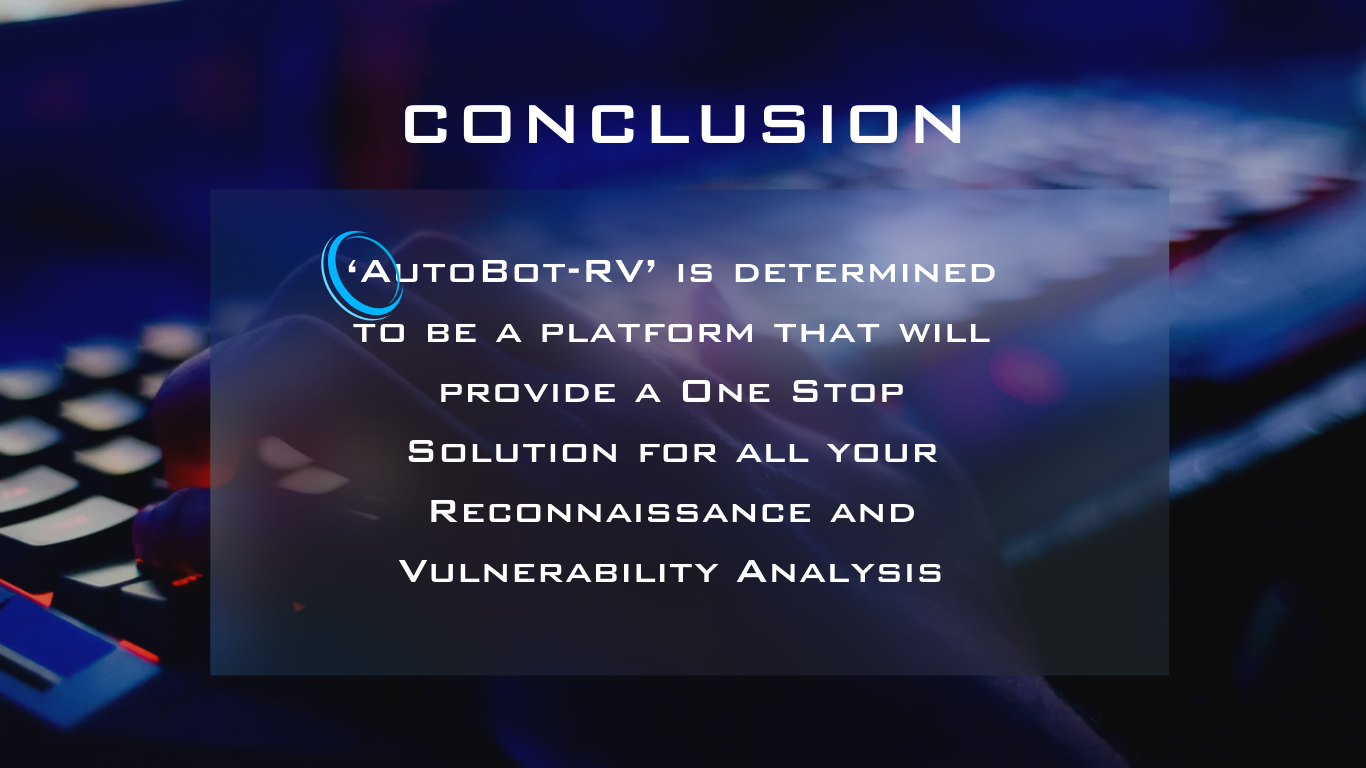 CONCLUSION
‘AutoBot-RV’ is determined
to be a platform that will
provide a One Stop
Solution for all your
Reconnaissance and
Vulnerability Analysis